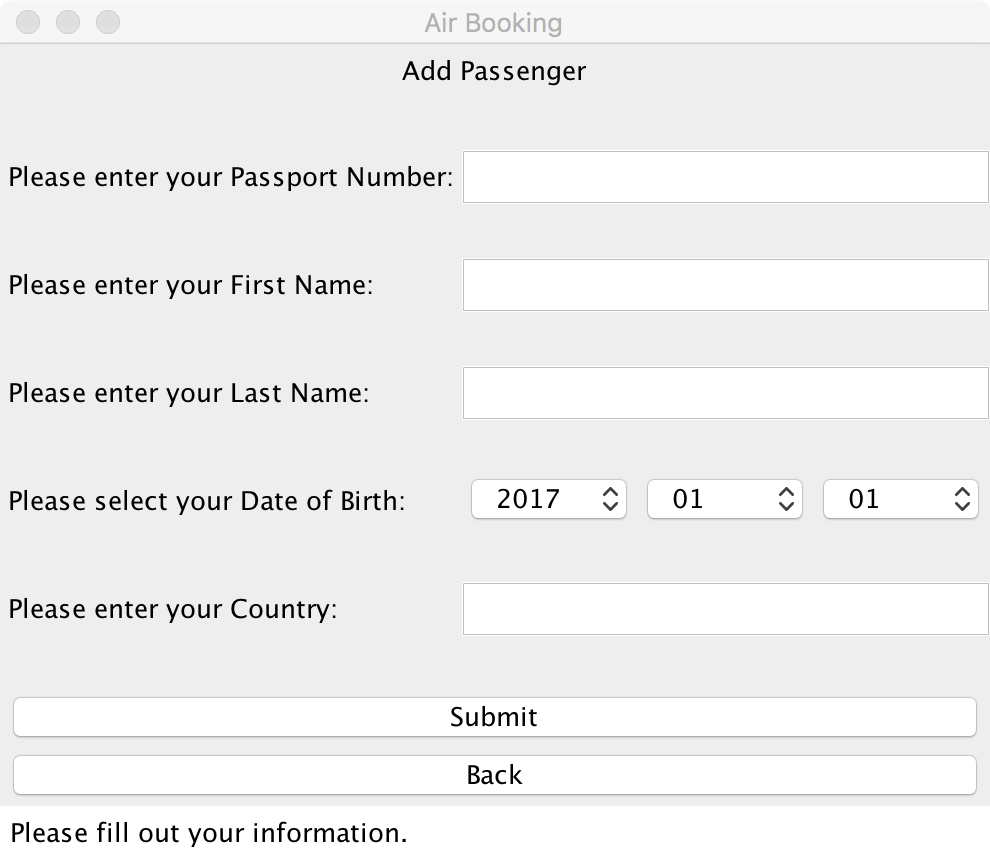 Air Booking
Add Passenger
Please enter your Passport Number:
Please enter your First Name:
Please enter your Last Name:
Please select your Date of Birth: 2017 01 01
Please enter your Country:
Submit
Back
Please fill out your information.